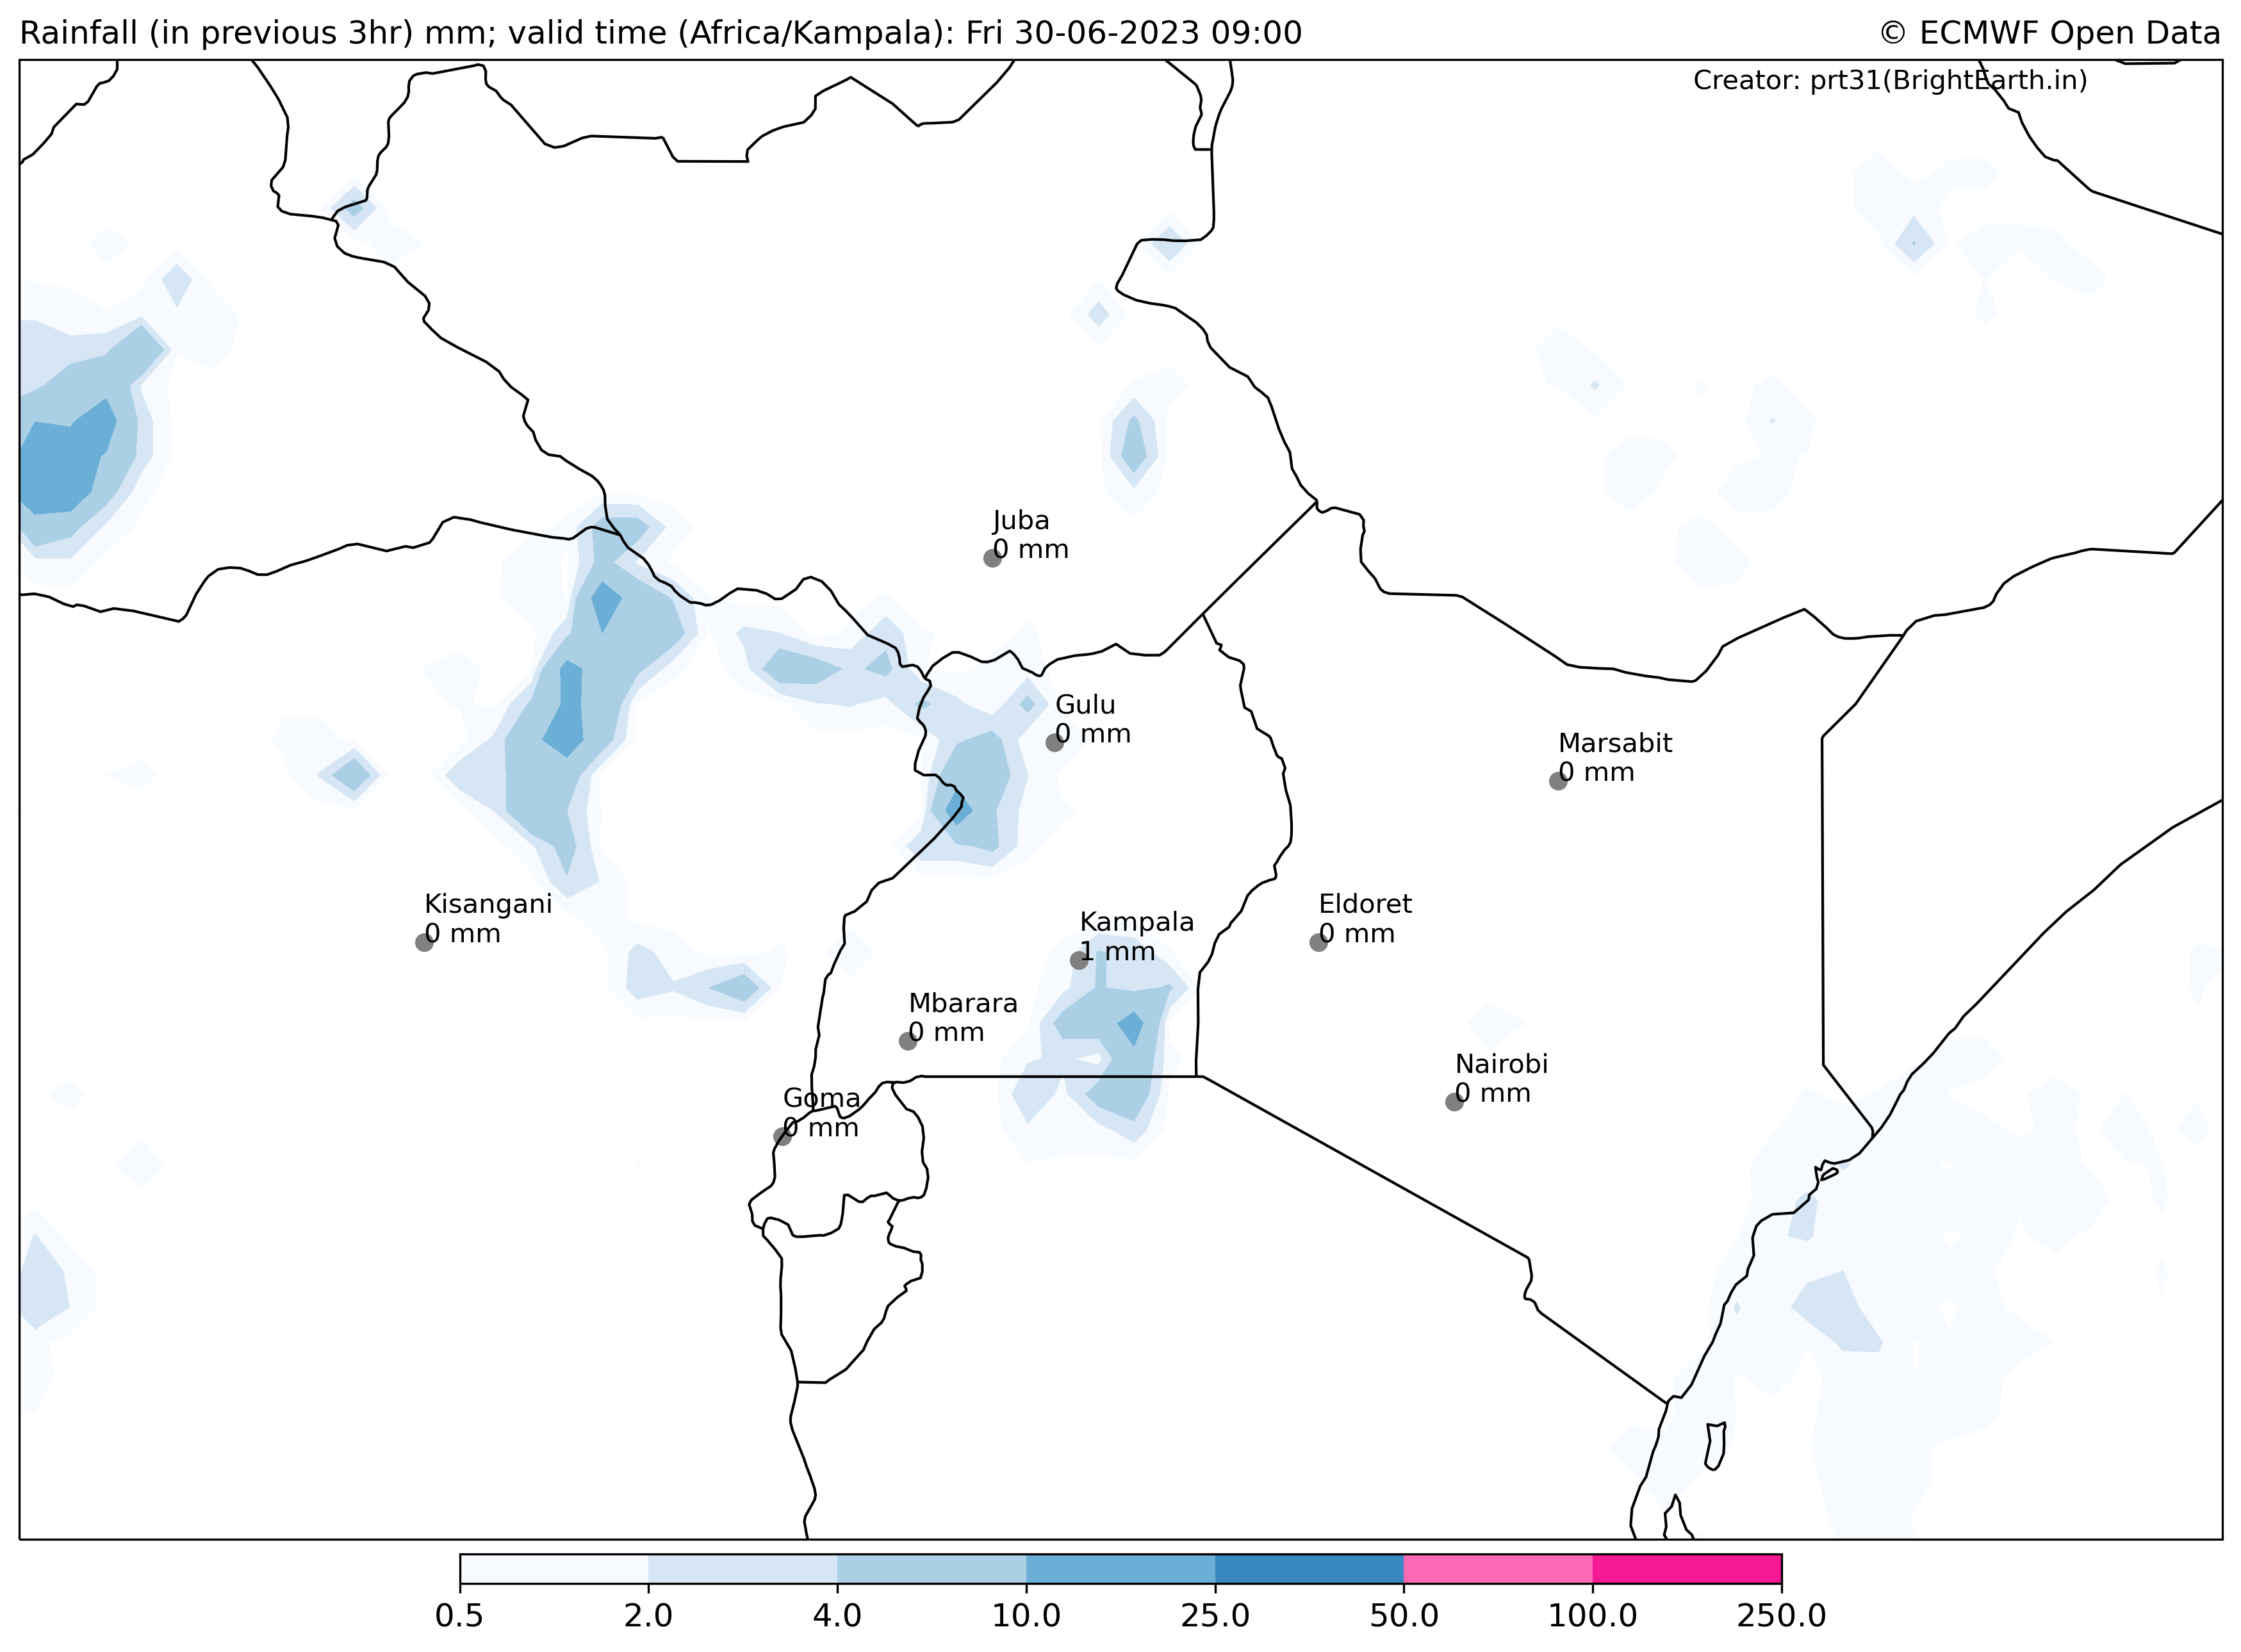 Rainfall (in previous 3hr) mm; valid time (Africa/Kampala): Fri 30-06-2023 09:00
© ECMWF Open Data
Creator: prt31(BrightEarth.in)
Juba
0 mm
Gulu
0 mm
Marsabit
0 mm
Kisangani
0 mm
Kampala
1 mm
Eldoret
0 mm
Mbarara
0 mm
Nairobi
0 mm
Goma
0 mm
0.5 2.0 4.0 10.0 25.0 50.0 100.0 250.0